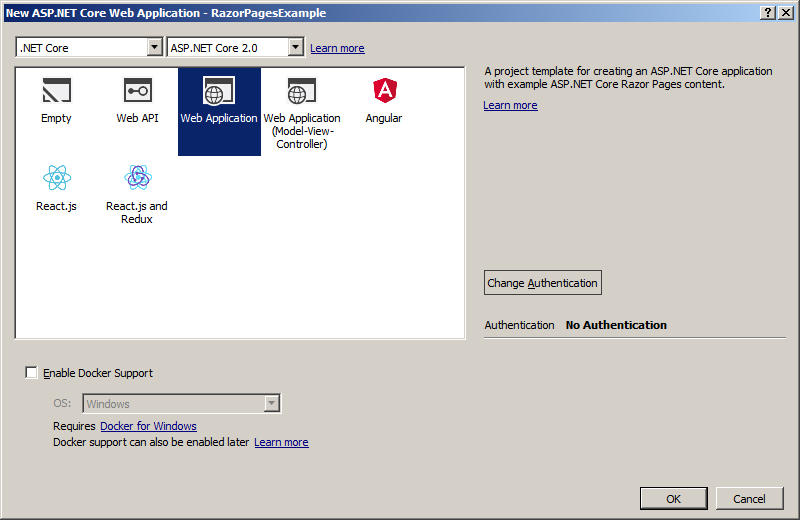 New ASP.NET Core Web Application - RazorPagesExample
.NET Core
ASP.NET Core 2.0
Learn more
Empty
Web API
Web Application
Web Application
(Model-View-
Controller)
Angular
React.js
React.js and
Redux
A project template for creating an ASP.NET Core application
with example ASP.NET Core Razor Pages content.
Learn more
Change Authentication
Authentication No Authentication
Enable Docker Support
OS: Windows
Requires Docker for Windows
Docker support can also be enabled later Learn more
OK
Cancel